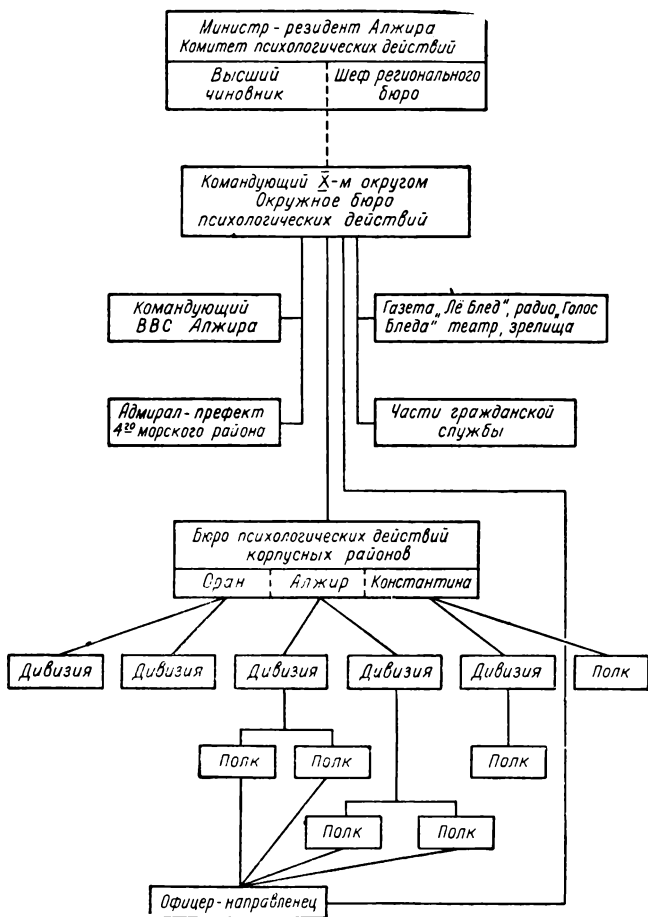 Министр-резидент Алжира
Комитет психологических действий
Высший
чиновник
Шеф регионального
бюро
Командующий X-м округом
Окружное бюро
психологических действий
Командующий
ВВС Алжира
Газета „Лё Блед", радио „Голос
Бледа" театр, зрелища
Адмирал-префект
4го морского района
Части гражданской
службы
Бюро психологических действий
корпусных районов
Оран
Алжир
Константина
Дивизия
Дивизия
Дивизия
Дивизия
Дивизия
Полк
Полк
Полк
Полк
Полк
Полк
Офицер-направленец